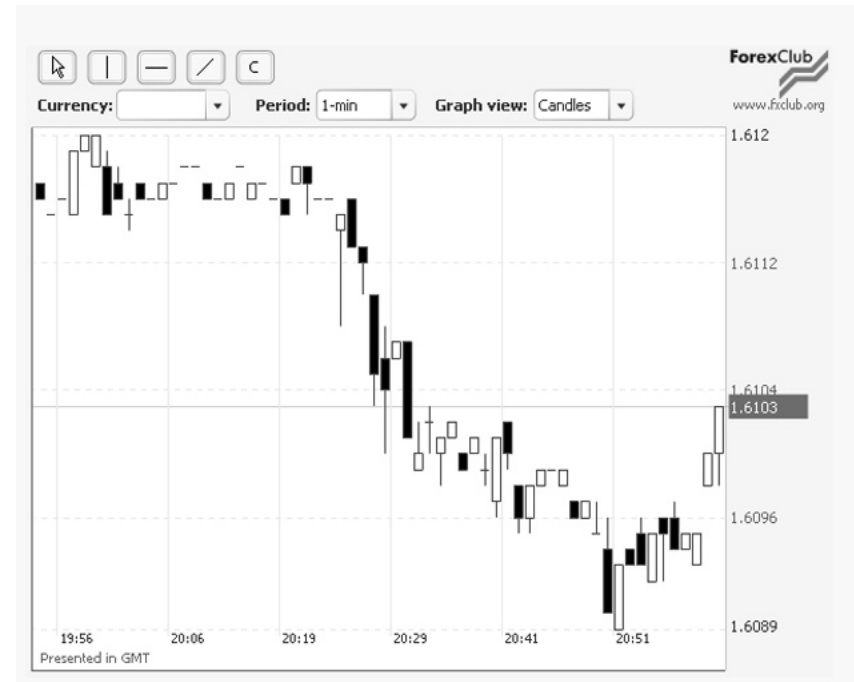 C
ForexClub
www.fxclub.org
Currency: Period: 1-min Graph view: Candles
1.612
1.6112
1.6104
1.6103
1.6096
1.6089
19:56 20:06 20:19 20:29 20:41 20:51
Presented in GMT